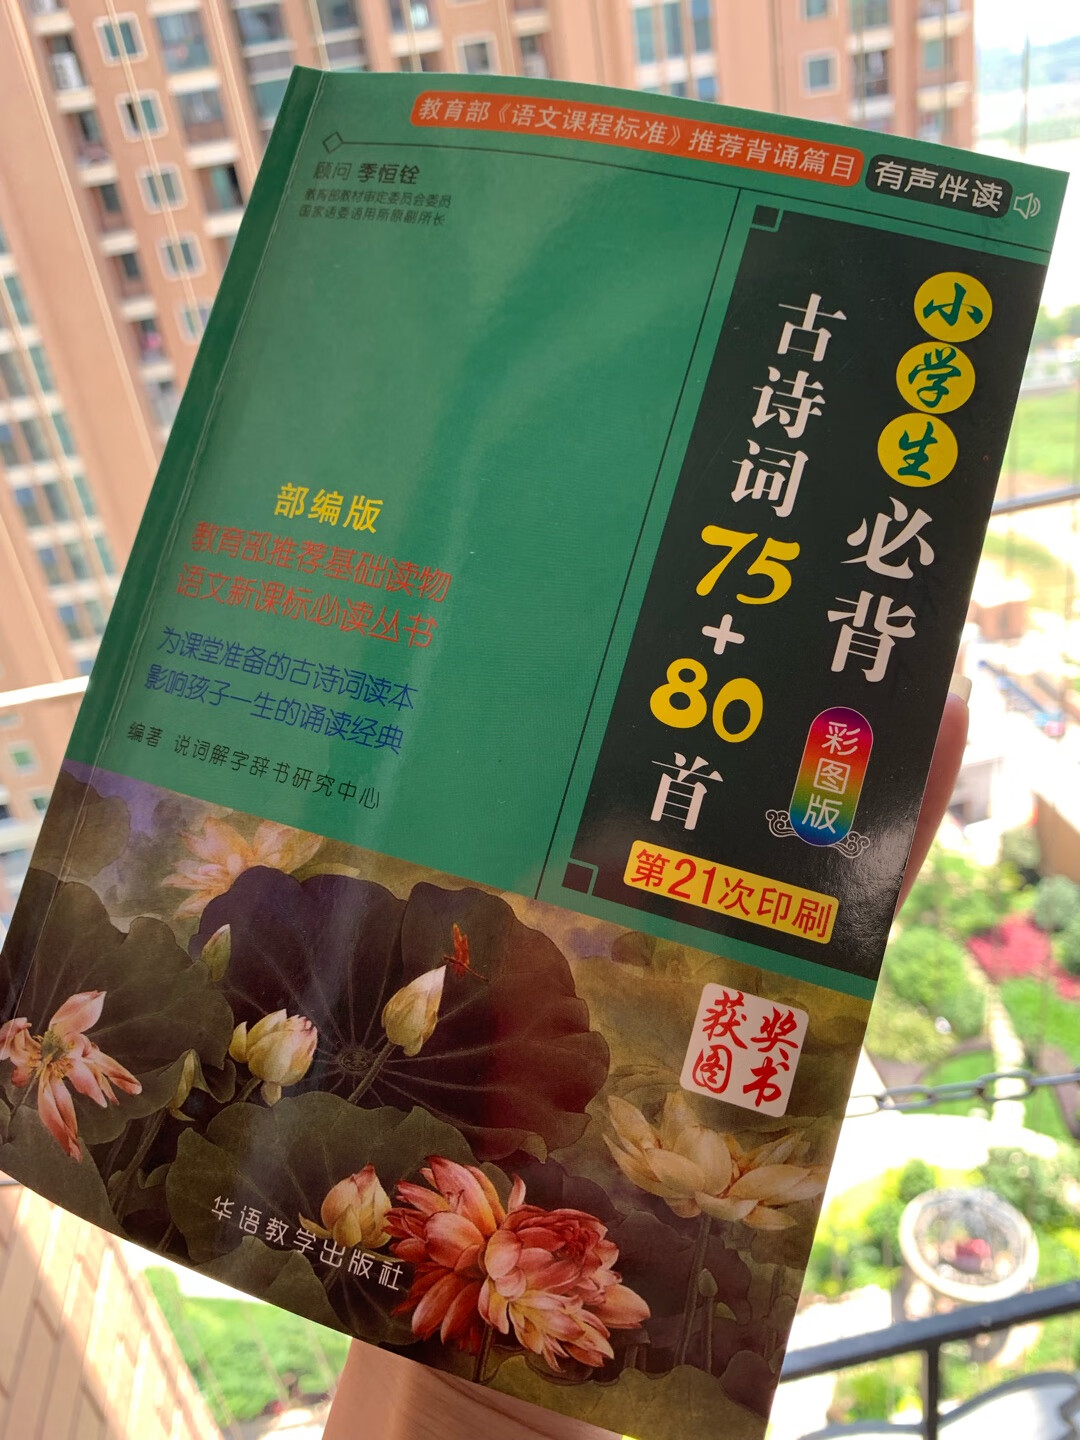 教育部《语文课程标准》推荐背诵篇目
有声伴读
顾问 季恒铨
教育部教材审定委员会委员
国家语委语用所原副所长
小学生必背
古诗词75+80首
彩图版
第21次印刷
部编版
教育部推荐基础读物
语文新课标必读丛书
为课堂准备的古诗词读本
影响孩子一生的诵读经典
编著 说词解字辞书研究中心
获奖
图书
华语教学出版社